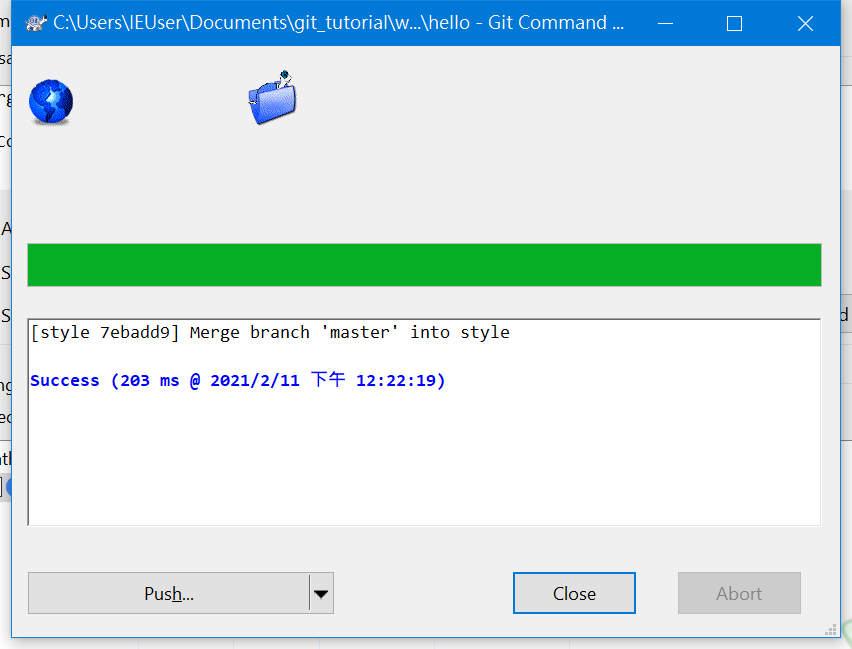 C:\Users\IEUser\Documents\git_tutorial\w...\hello - Git Command ...
[style 7ebadd9] Merge branch 'master' into style
Success (203 ms @ 2021/2/11 下午 12:22:19)
Push...
Close
Abort